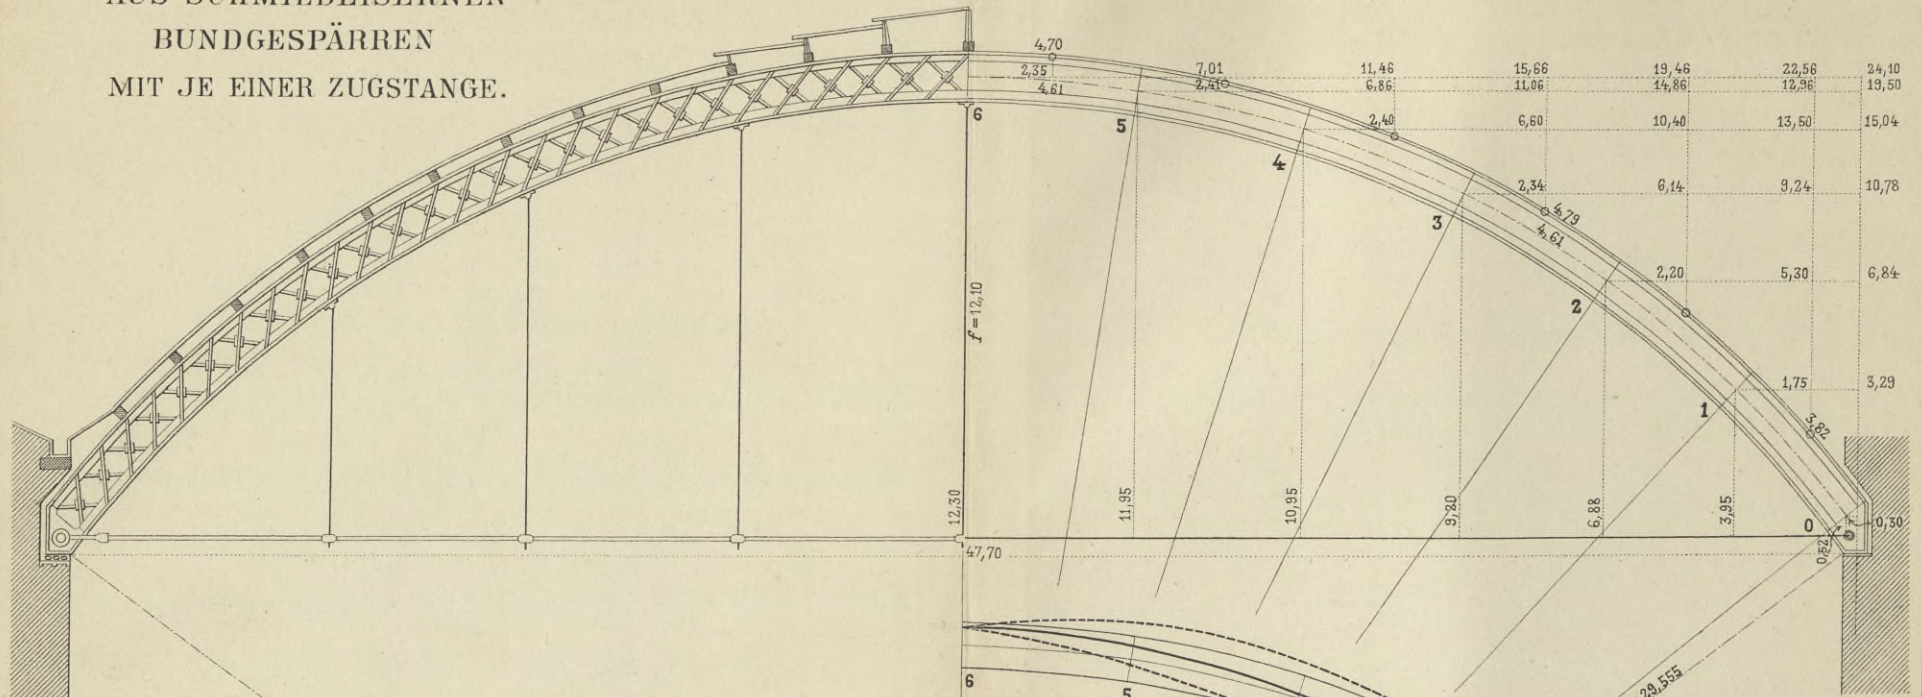 BUNDGESPÄRREN
MIT JE EINER ZUGSTANGE.
4,70
2,35 7,01 11,46 15,66 19,46 22,56 24,10
4,61 2,41 6,86 11,06 14,86 12,96 19,50
6 5 2,40 6,60 10,40 13,50 15,04
4
3 2,34 6,14 9,24 10,78
4,79
4,61
2 2,20 5,30 6,84
f=12,10
1 1,75 3,29
3,82
12,30 11,95 10,95 9,20 6,88 3,95 0 0,30
0,52
47,70
29,555
6 5